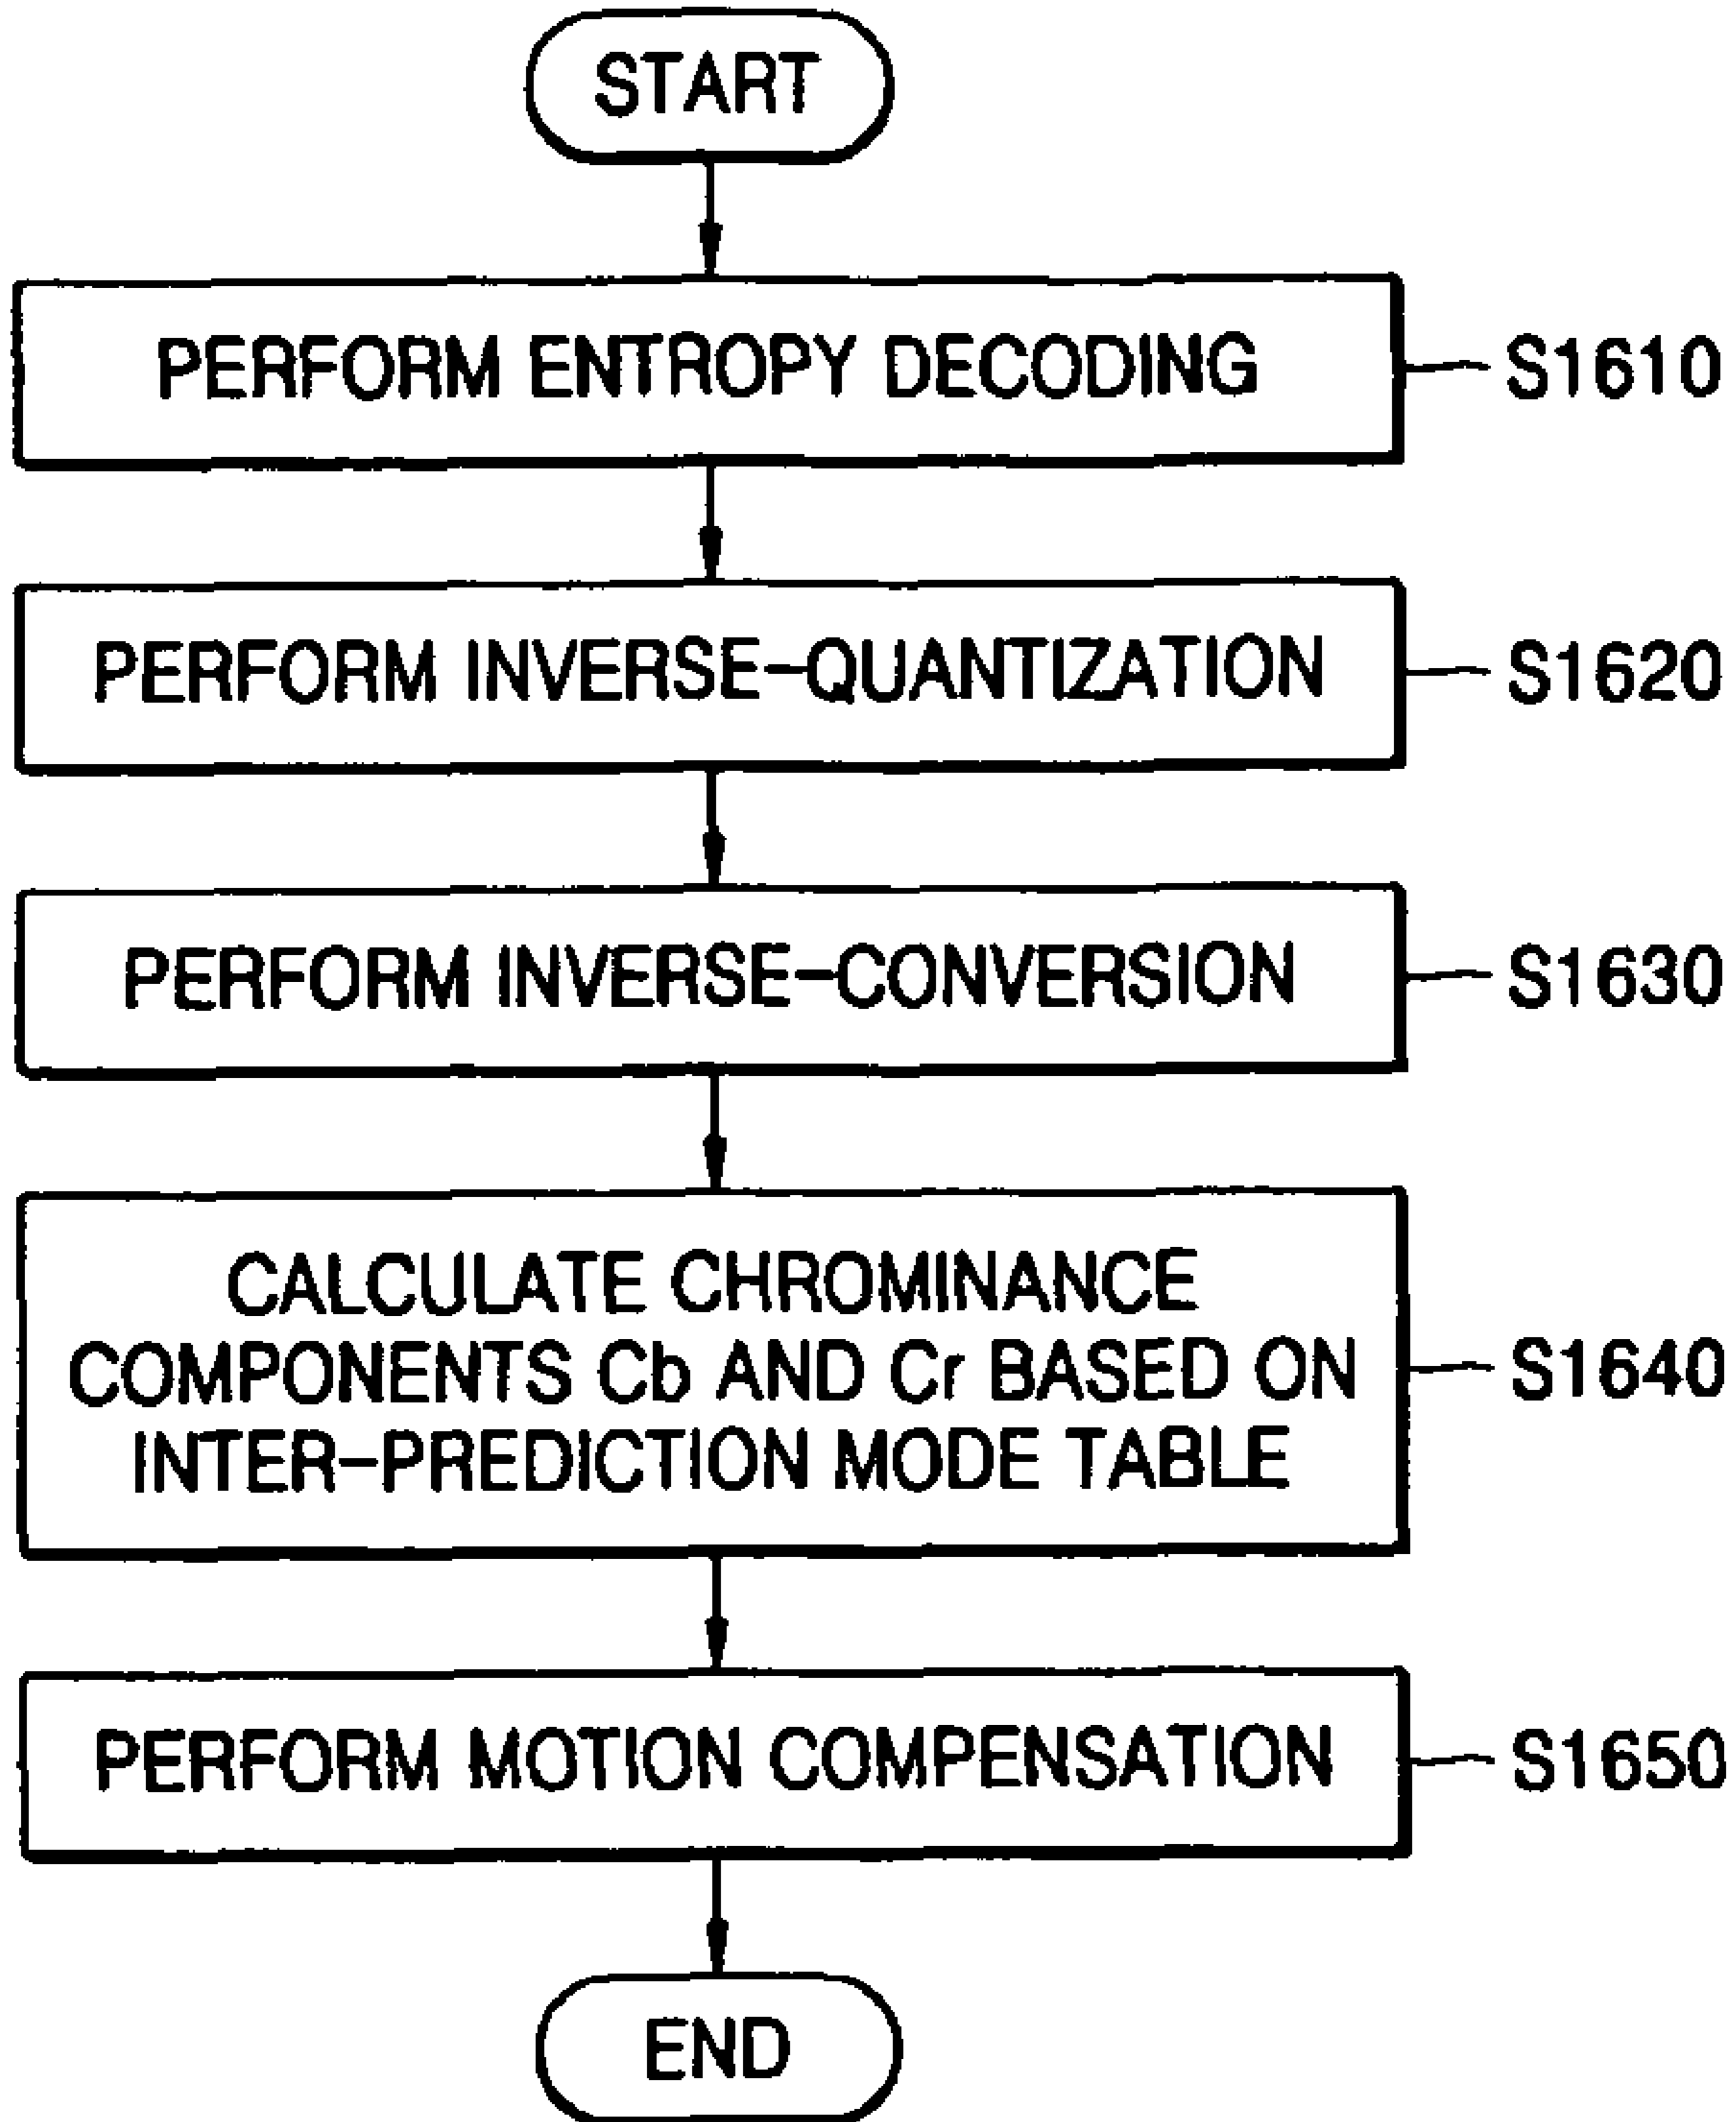 START
PERFORM ENTROPY DECODING
S1610
PERFORM INVERSE-QUANTIZATION
S1620
PERFORM INVERSE-CONVERSION
S1630
CALCULATE CHROMINANCE
COMPONENTS Cb AND Cr BASED ON
INTER-PREDICTION MODE TABLE
S1640
PERFORM MOTION COMPENSATION
S1650
END